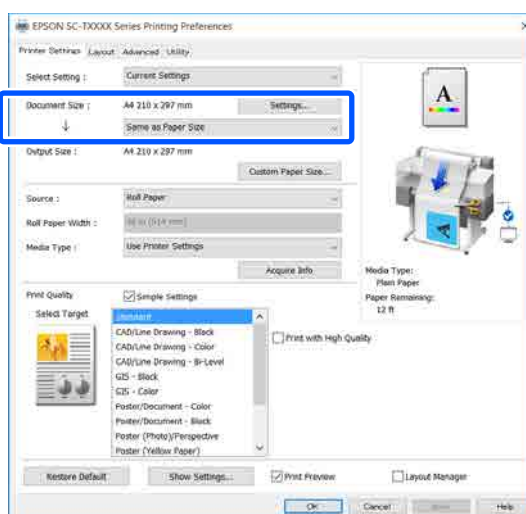 EPSON SC-TXXXX Series Printing Preferences
Printer Settings Layout Advanced Utility
Select Setting : Current Settings
Document Size : A4 210 x 297 mm Settings...
Same as Paper Size
Output Size : A4 210 x 297 mm
Custom Paper Size...
Source : Roll Paper
Roll Paper Width :
Media Type : Use Printer Settings
Acquire Info
Media Type:
Plain Paper
Paper Remaining:
12 ft
Print Quality Simple Settings
Select Target
Standard
CAD/Line Drawing - Black
CAD/Line Drawing - Color
CAD/Line Drawing - Bi-Level
GIS - Black
GIS - Color
Poster/Document - Color
Poster/Document - Black
Poster (Photo)/Perspective
Poster (Yellow Paper)
Print with High Quality
Restore Default Show Settings... Print Preview Layout Manager
OK Cancel Help
A